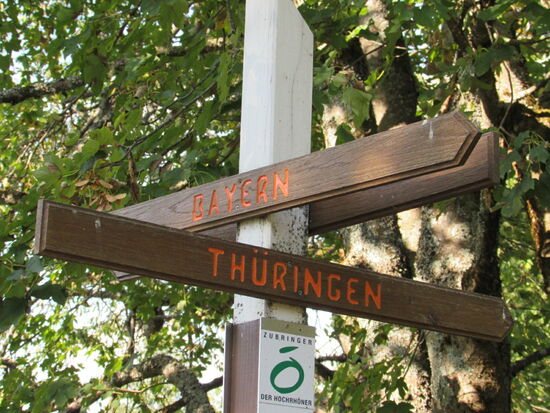 BAYERN
THÜRINGEN
ZUBRINGER
DER HOCHRHÖNER